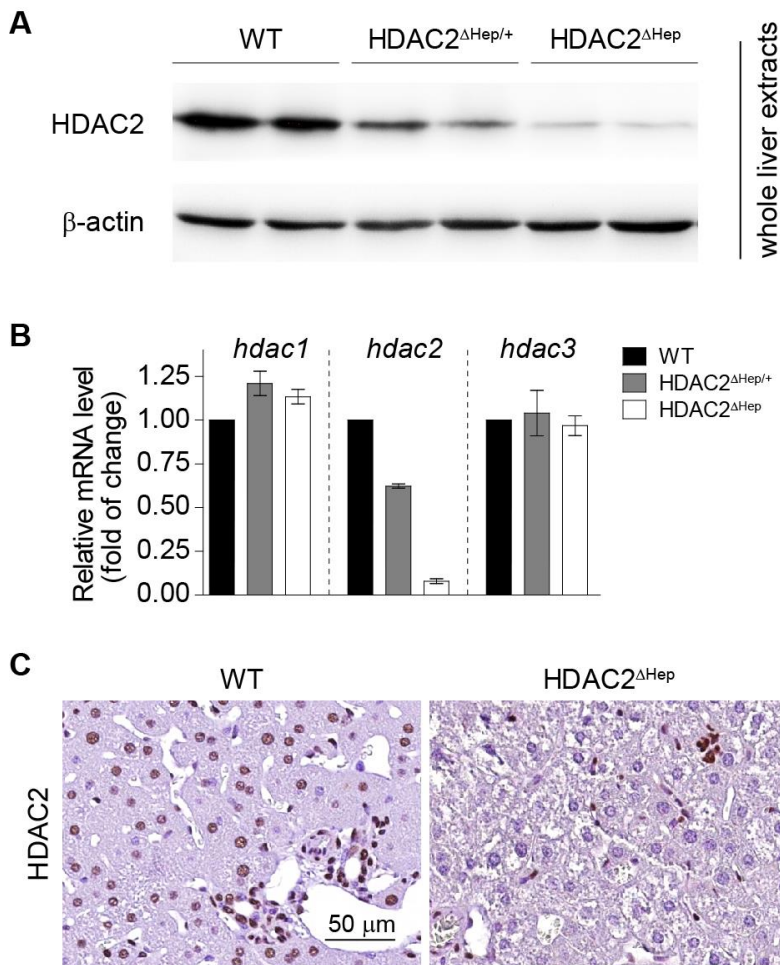 A
WT HDAC2ΔHep/+ HDAC2ΔHep
HDAC2
β-actin
whole liver extracts
B
hdac1 hdac2 hdac3
Relative mRNA level
(fold of change)
1.25
1.00
0.75
0.50
0.25
0.00
WT
HDAC2ΔHep/+
HDAC2ΔHep
C
WT HDAC2ΔHep
HDAC2
50 μm